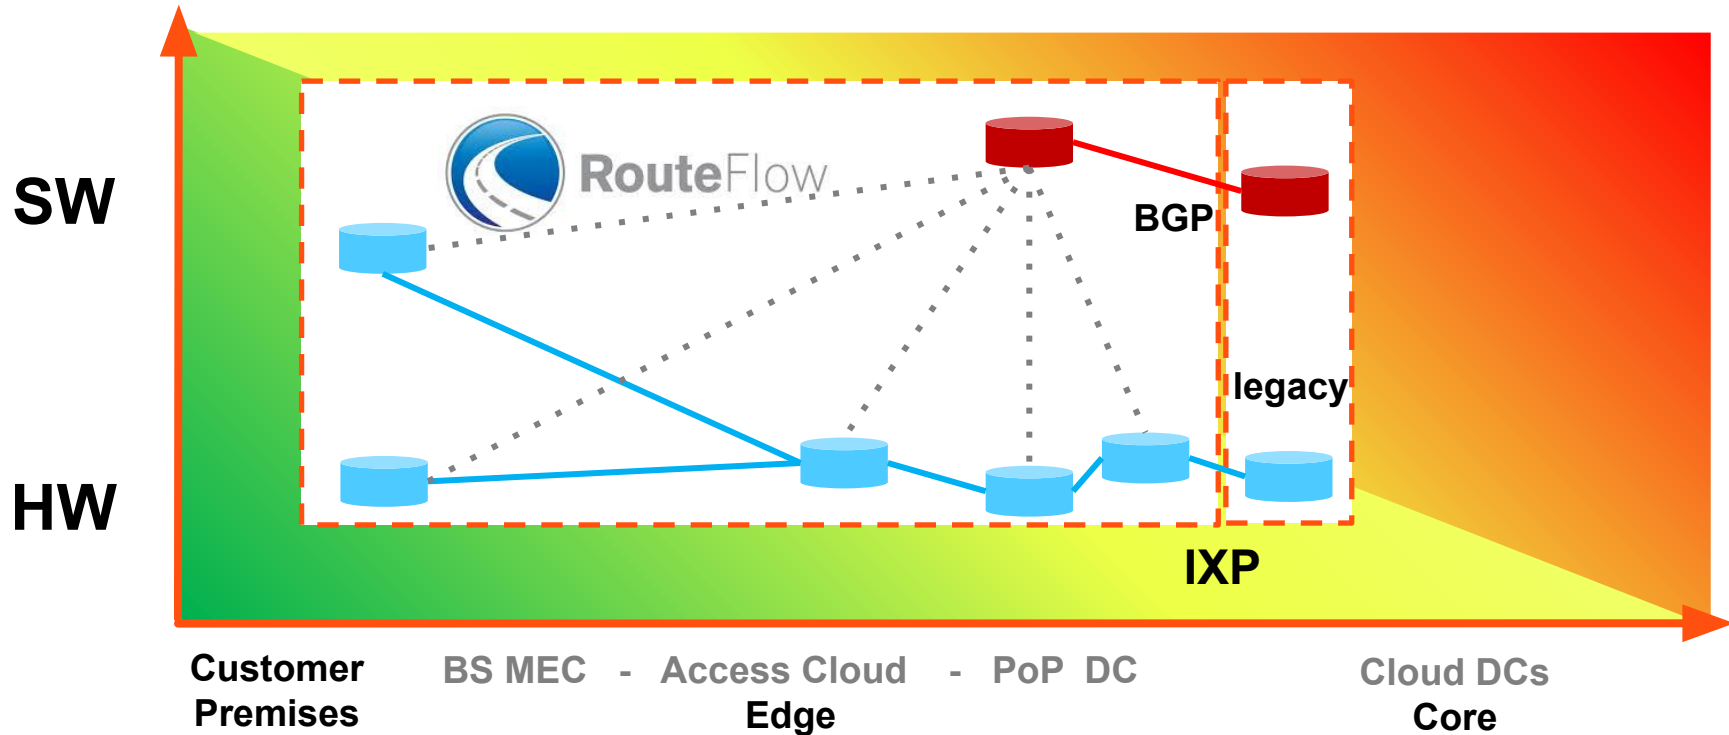 RouteFlow
SW
BGP
legacy
HW
IXP
Customer Premises
BS MEC - Access Cloud - PoP DC
Edge
Cloud DCs
Core